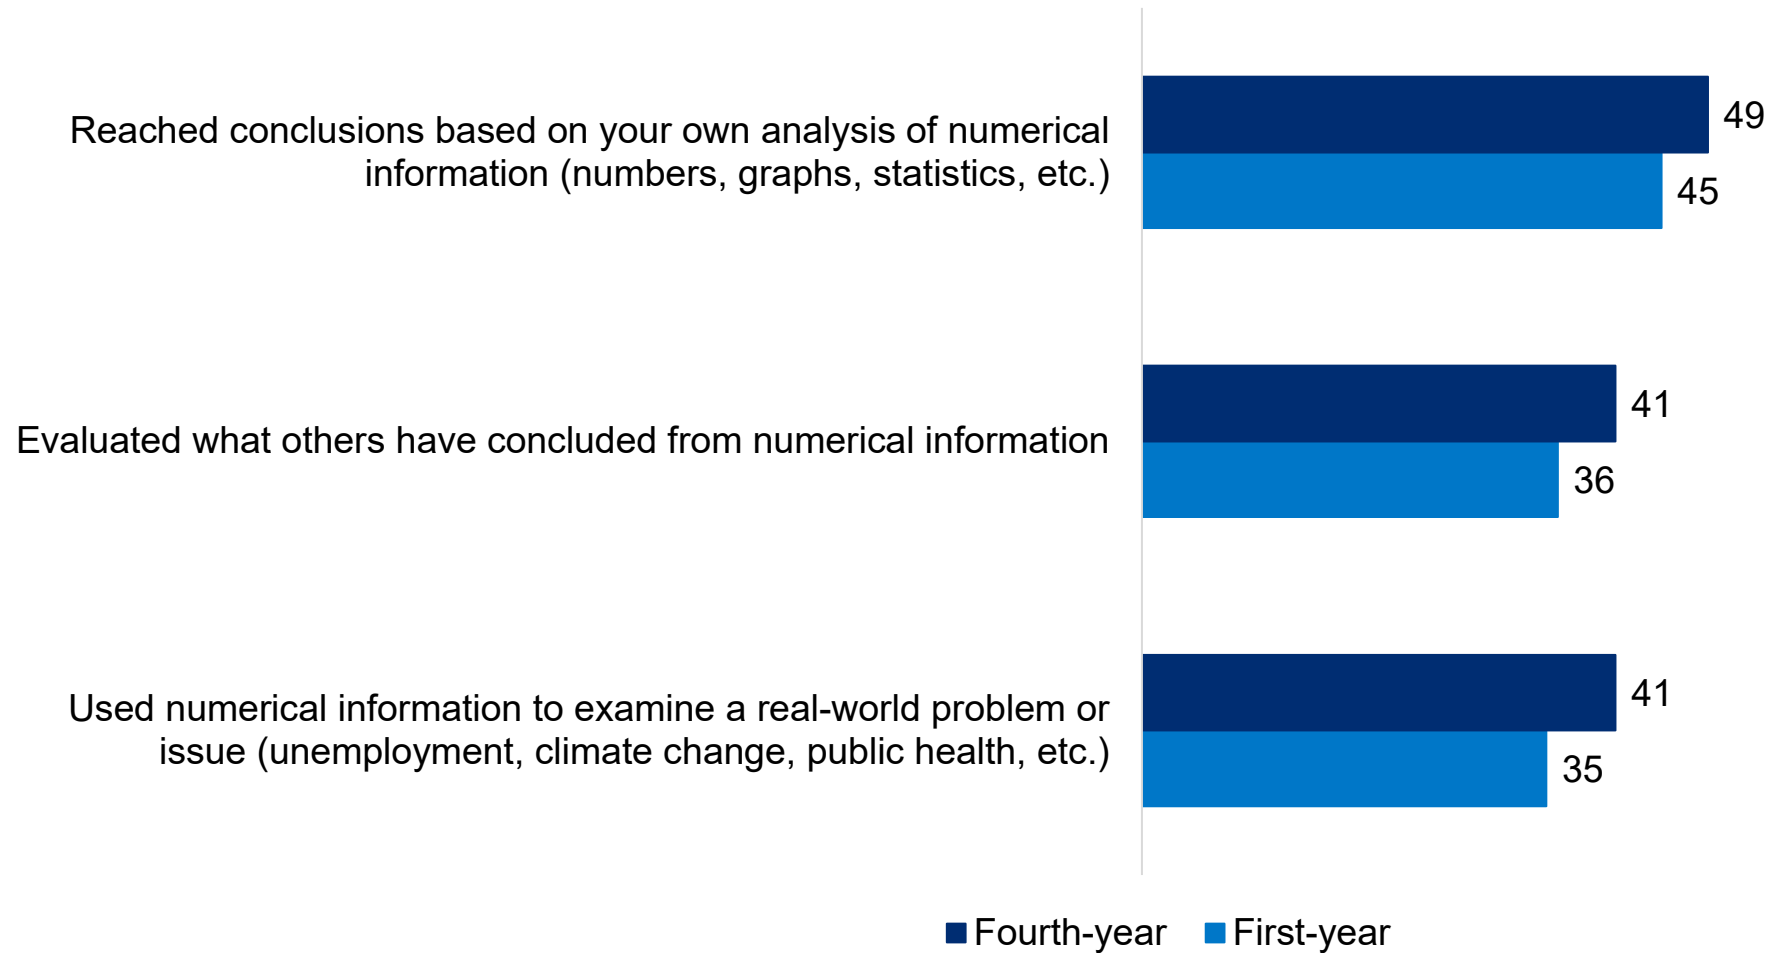 Reached conclusions based on your own analysis of numerical
information (numbers, graphs, statistics, etc.)
49
45
Evaluated what others have concluded from numerical information
41
36
Used numerical information to examine a real-world problem or
issue (unemployment, climate change, public health, etc.)
41
35
Fourth-year First-year